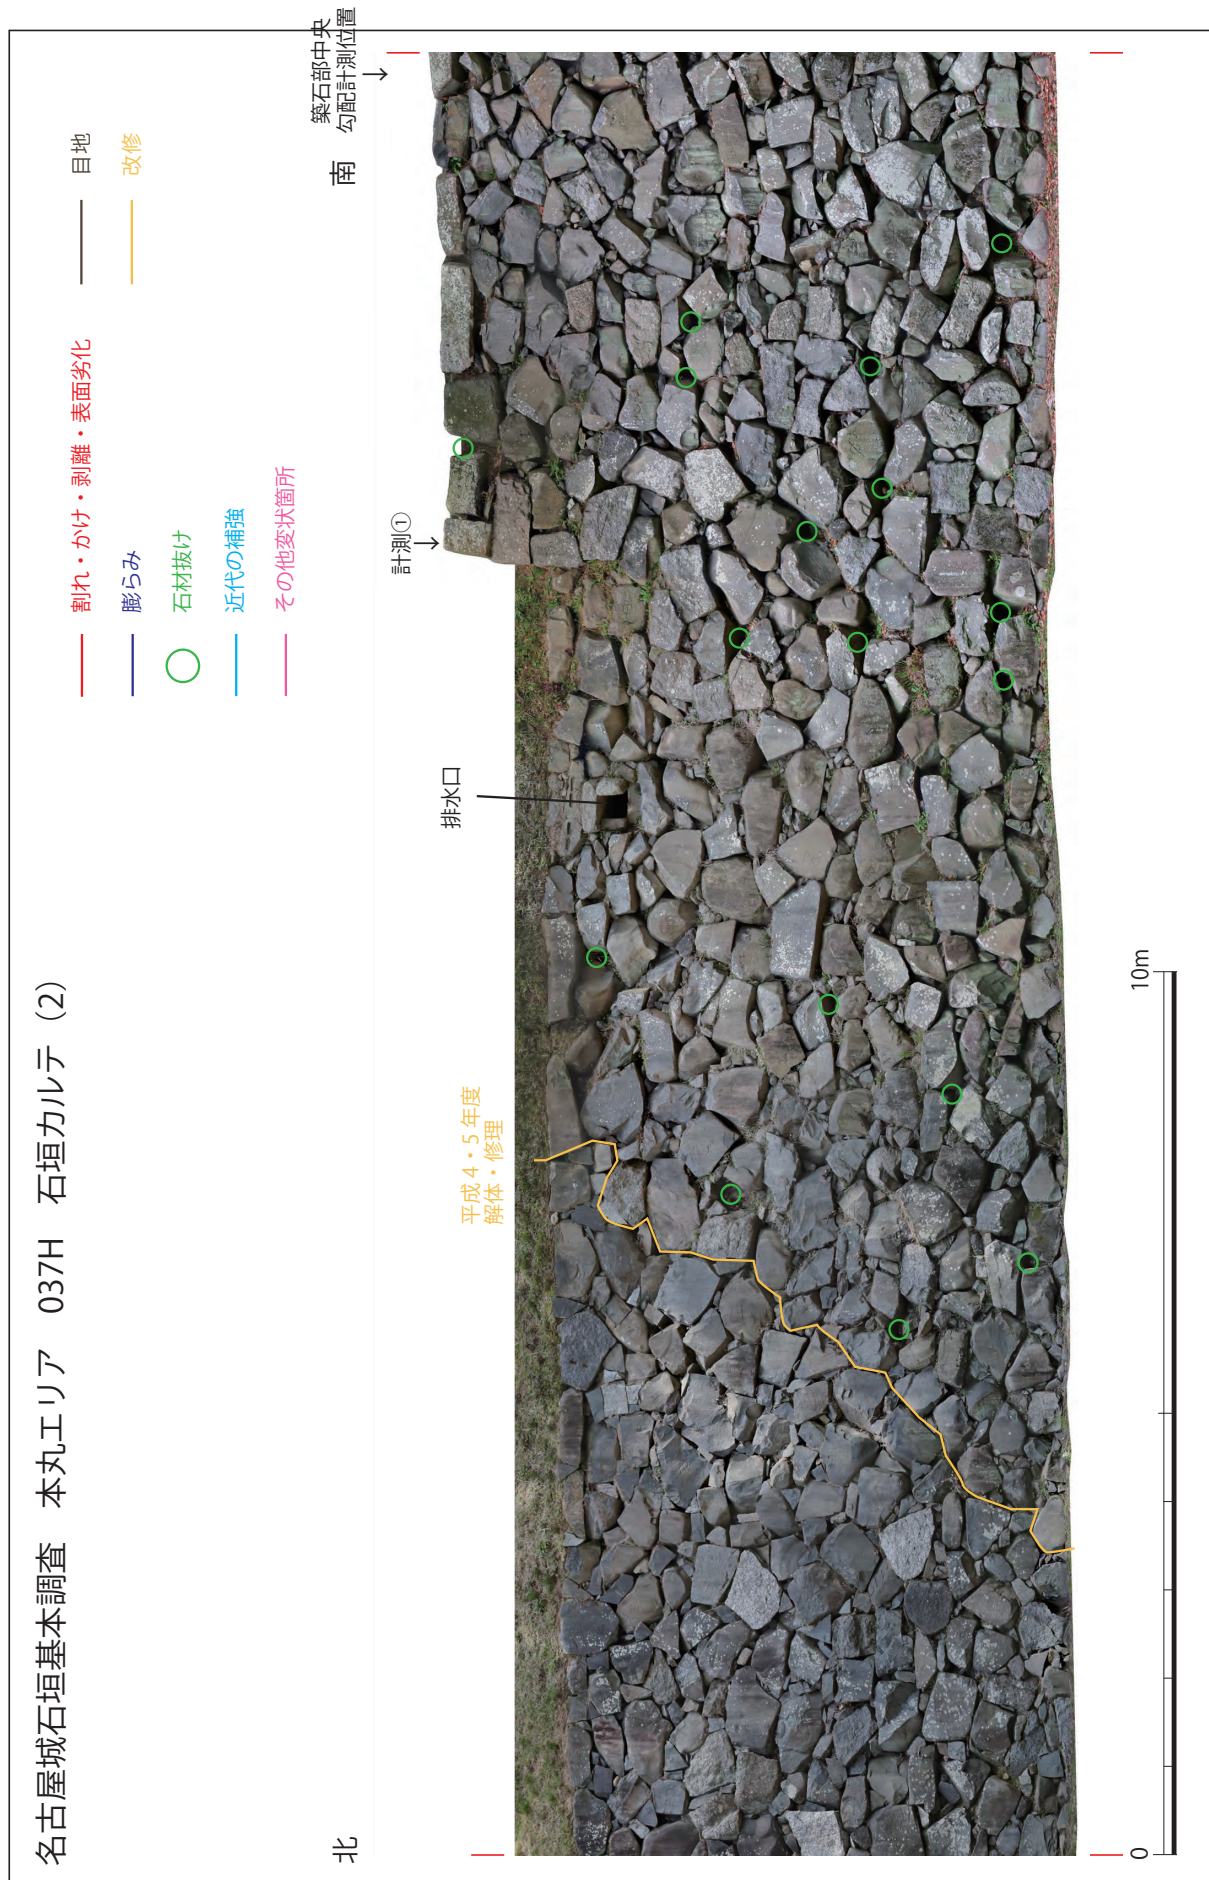 名古屋城石垣基本調査　本丸エリア　037H　石垣カルテ（2）
割れ・かけ・剥離・表面劣化
目地
膨らみ
改修
石材抜け
近代の補強
その他変状箇所
北
南
築石部中央
勾配計測位置
↓
計測①
↓
排水口
平成 4・5 年度
解体・修理
0
10m